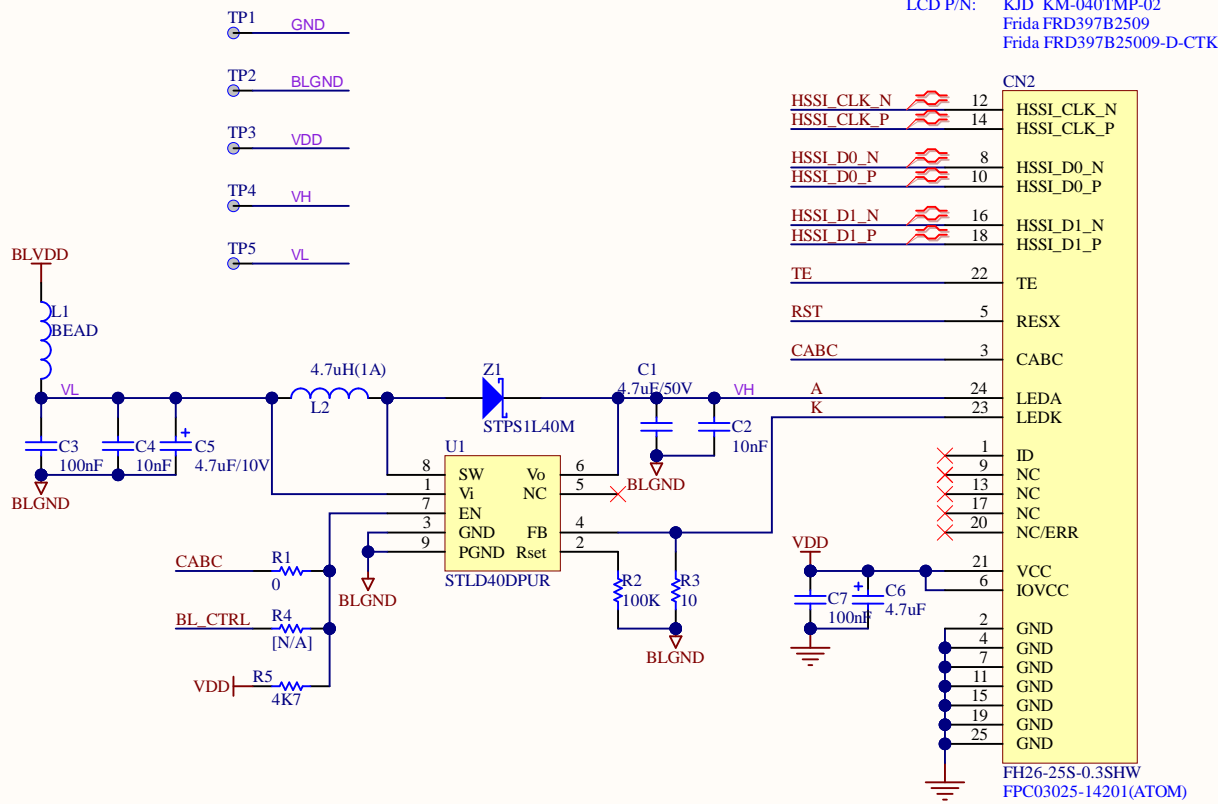 LCD P/N: KJD KM-040TMP-02
Frida FRD397B2509
Frida FRD397B25009-D-CTK
TP1
GND
TP2
BLGND
TP3
VDD
TP4
VH
TP5
VL
CN2
HSSI_CLK_N 12 HSSI_CLK_N
HSSI_CLK_P 14 HSSI_CLK_P
HSSI_D0_N 8 HSSI_D0_N
HSSI_D0_P 10 HSSI_D0_P
HSSI_D1_N 16 HSSI_D1_N
HSSI_D1_P 18 HSSI_D1_P
TE 22 TE
RST 5 RESX
CABC 3 CABC
A 24 LEDA
K 23 LEDK
1 ID
9 NC
13 NC
17 NC
20 NC/ERR
21 VCC
6 IOVCC
2 GND
4 GND
7 GND
11 GND
15 GND
19 GND
25 GND
FH26-25S-0.3SHW
FPC03025-14201(ATOM)
BLVDD
L1
BEAD
VL
C3
100nF
C4
10nF
C5
+
4.7uF/10V
BLGND
4.7uH(1A)
L2
Z1
STPS1L40M
C1
4.7uF/50V
VH
C2
10nF
BLGND
U1
8 SW Vo 6
1 Vi NC 5
7 EN
3 GND FB 4
9 PGND Rset 2
STLD40DPUR
BLGND
CABC
R1
0
BL_CTRL
R4
[N/A]
VDD
R5
4K7
R2
100K
R3
10
BLGND
VDD
C7
100nF
C6
+
4.7uF